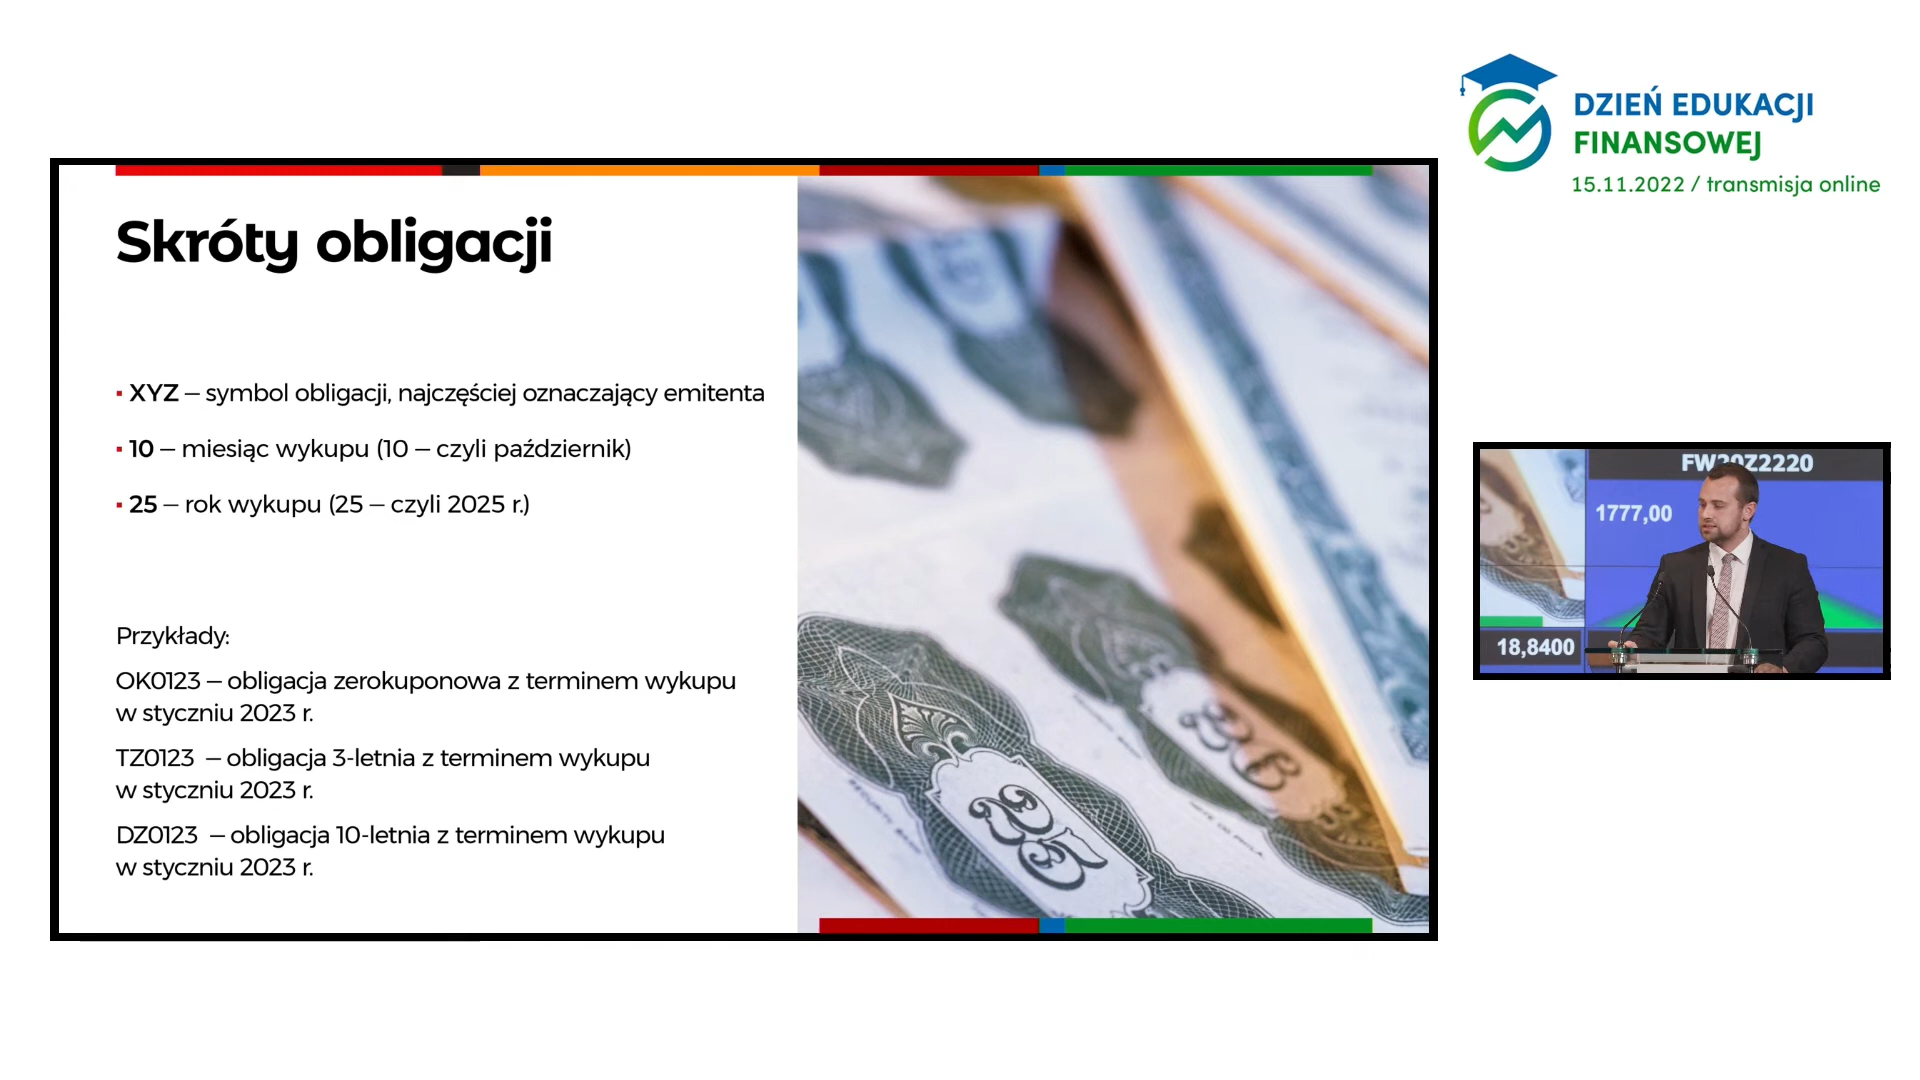 DZIEŃ EDUKACJI
FINANSOWEJ
15.11.2022 / transmisja online
Skróty obligacji
▪ XYZ – symbol obligacji, najczęściej oznaczający emitenta
▪ 10 – miesiąc wykupu (10 – czyli październik)
▪ 25 – rok wykupu (25 – czyli 2025 r.)
Przykłady:
OK0123 – obligacja zerokuponowa z terminem wykupu
w styczniu 2023 r.
TZ0123 – obligacja 3-letnia z terminem wykupu
w styczniu 2023 r.
DZ0123 – obligacja 10-letnia z terminem wykupu
w styczniu 2023 r.
FW20Z2220
1777,00
18,8400